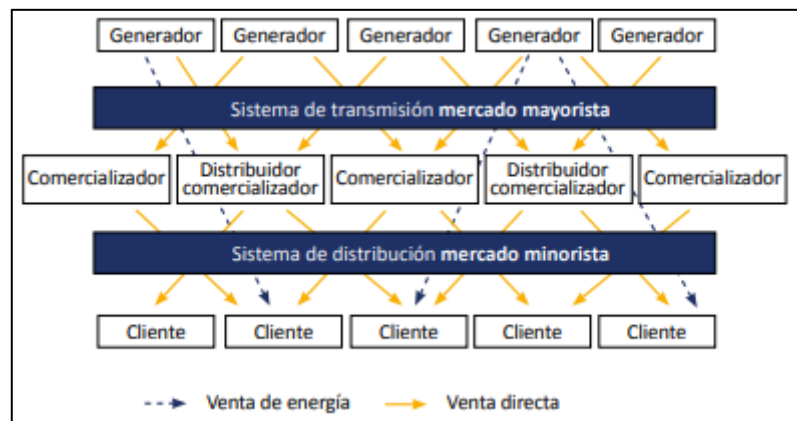 Generador
Generador
Generador
Generador
Generador
Sistema de transmisión mercado mayorista
Comercializador
Distribuidor
comercializador
Comercializador
Distribuidor
comercializador
Comercializador
Sistema de distribución mercado minorista
Cliente
Cliente
Cliente
Cliente
Cliente
Venta de energía
Venta directa